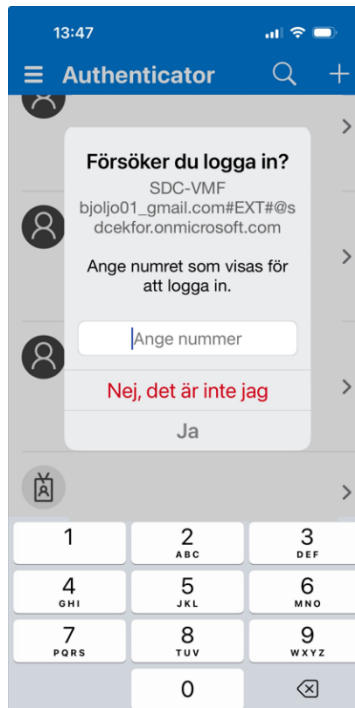 13:47
Authenticator
Försöker du logga in?
SDC-VMF
bjoljo01_gmail.com#EXT#@s
dcekfor.onmicrosoft.com
Ange numret som visas för
att logga in.
Ange nummer
Nej, det är inte jag
Ja
1
2
ABC
3
DEF
4
GHI
5
JKL
6
MNO
7
PQRS
8
TUV
9
WXYZ
0